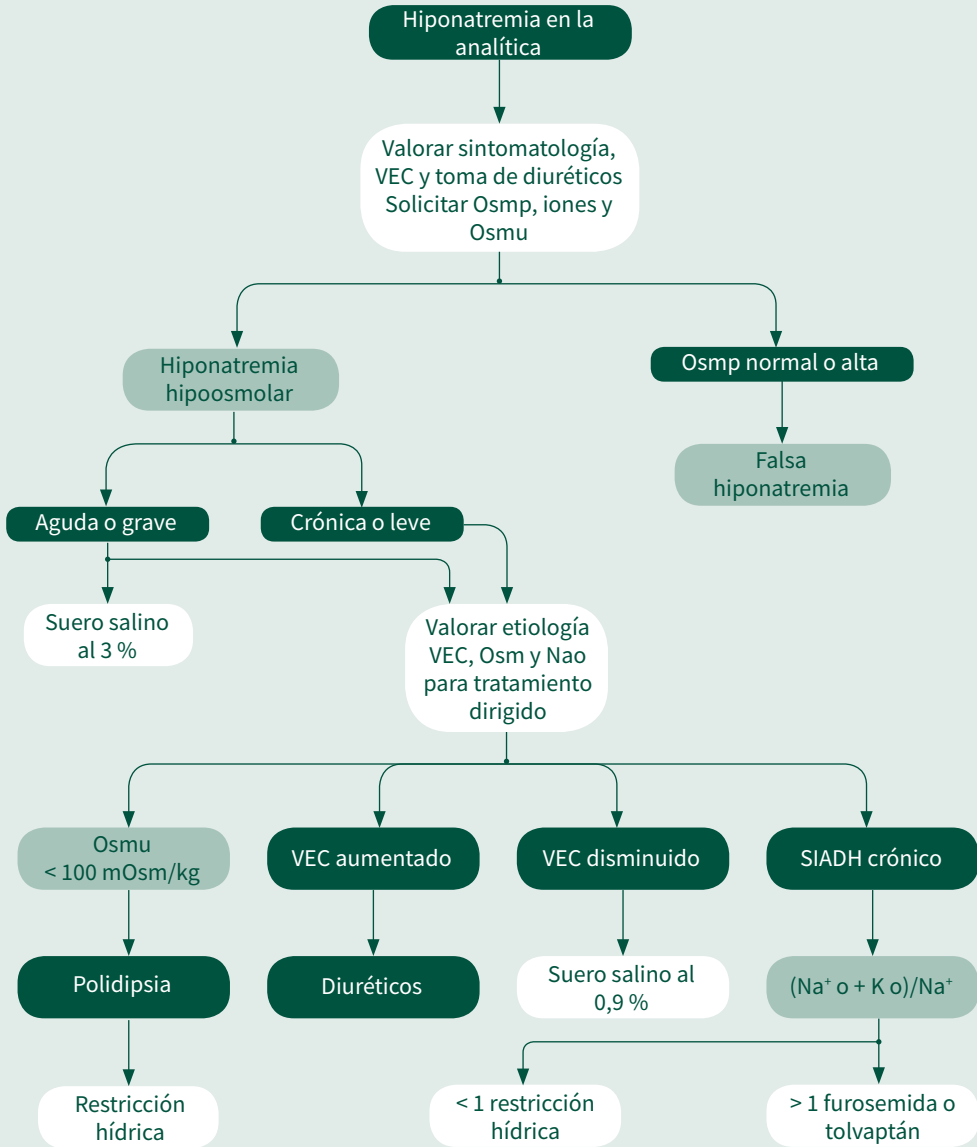 Hiponatremia en la
analítica
Valorar sintomatología,
VEC y toma de diuréticos
Solicitar Osmp, iones y
Osmu
Hiponatremia
hipoosmolar
Osmp normal o alta
Falsa
hiponatremia
Aguda o grave
Crónica o leve
Suero salino
al 3 %
Valorar etiología
VEC, Osm y Nao
para tratamiento
dirigido
Osmu
< 100 mOsm/kg
VEC aumentado
VEC disminuido
SIADH crónico
Polidipsia
Diuréticos
Suero salino al
0,9 %
(Na⁺ o + K o)/Na⁺
Restricción
hídrica
< 1 restricción
hídrica
> 1 furosemida o
tolvaptán